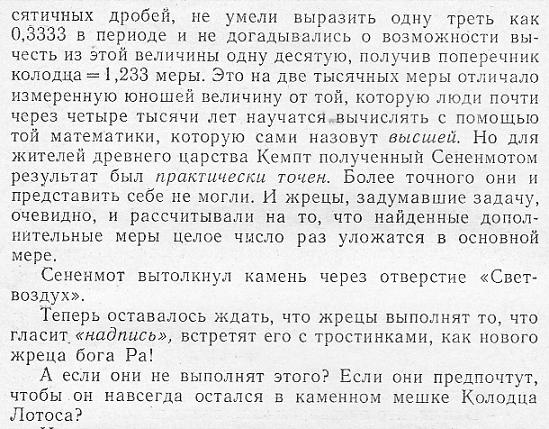 сятичных дробей, не умели выразить одну треть как
0,3333 в периоде и не догадывались о возможности вы-
честь из этой величины одну десятую, получив поперечник
колодца = 1,233 меры. Это на две тысячных меры отличало
измеренную юношей величину от той, которую люди почти
через четыре тысячи лет научатся вычислять с помощью
той математики, которую сами назовут высшей. Но для
жителей древнего царства Кемпт полученный Сененмотом
результат был практически точен. Более точного они и
представить себе не могли. И жрецы, задумавшие задачу,
очевидно, и рассчитывали на то, что найденные допол-
нительные меры целое число раз уложатся в основной
мере.
Сененмот вытолкнул камень через отверстие «Свет-
воздух».
Теперь оставалось ждать, что жрецы выполнят то, что
гласит «надпись», встретят его с тростинками, как нового
жреца бога Ра!
А если они не выполнят этого? Если они предпочтут,
чтобы он навсегда остался в каменном мешке Колодца
Лотоса?